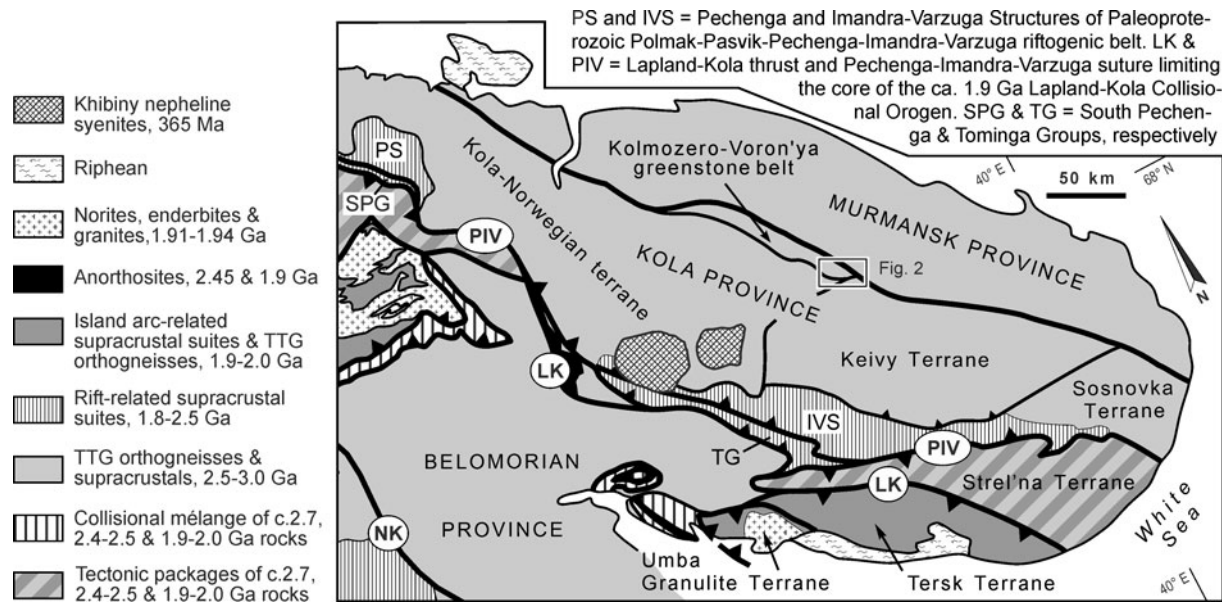 PS and IVS = Pechenga and Imandra-Varzuga Structures of Paleoprote-
rozoic Polmak-Pasvik-Pechenga-Imandra-Varzuga riftogenic belt. LK &
PIV = Lapland-Kola thrust and Pechenga-Imandra-Varzuga suture limiting
the core of the ca. 1.9 Ga Lapland-Kola Collisio-
nal Orogen. SPG & TG = South Pechen-
ga & Tominga Groups, respectively
Khibiny nepheline
syenites, 365 Ma
Riphean
Norites, enderbites &
granites,1.91-1.94 Ga
Anorthosites, 2.45 & 1.9 Ga
Island arc-related
supracrustal suites & TTG
orthogneisses, 1.9-2.0 Ga
Rift-related supracrustal
suites, 1.8-2.5 Ga
TTG orthogneisses &
supracrustals, 2.5-3.0 Ga
Collisional mélange of c.2.7,
2.4-2.5 & 1.9-2.0 Ga rocks
Tectonic packages of c.2.7,
2.4-2.5 & 1.9-2.0 Ga rocks
PS
SPG
PIV
Kola-Norwegian terrane
Kolmozero-Voron'ya
greenstone belt
40° E
68° N
50 km
N
MURMANSK PROVINCE
KOLA PROVINCE
Fig. 2
LK
Keivy Terrane
Sosnovka
Terrane
IVS
PIV
TG
BELOMORIAN
PROVINCE
LK
Strel'na Terrane
NK
White
Sea
Umba
Granulite Terrane
Tersk Terrane
40° E